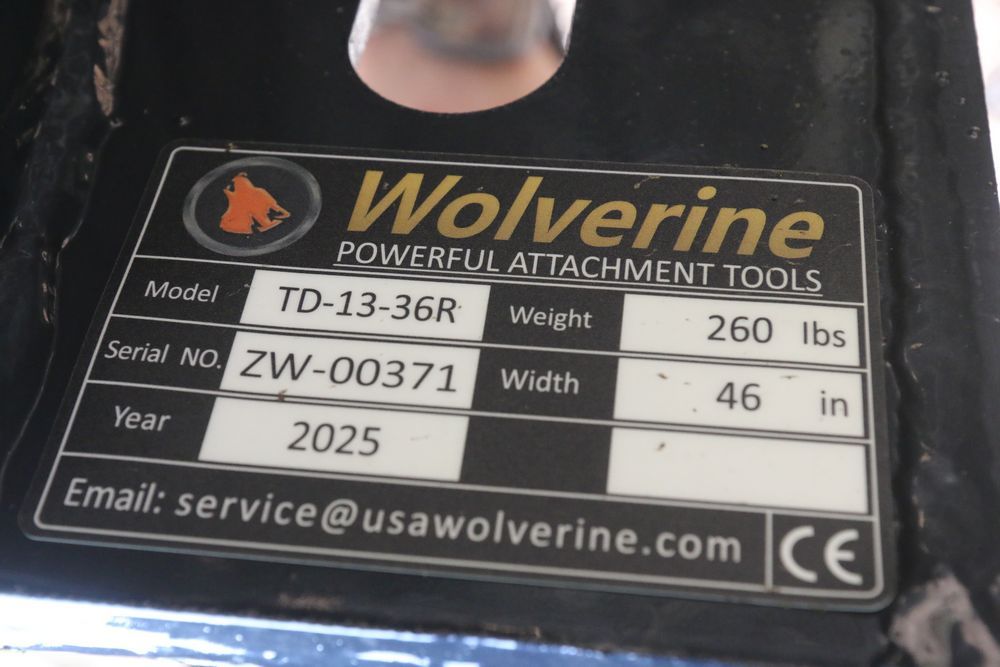 Wolverine
POWERFUL ATTACHMENT TOOLS
Model TD-13-36R Weight 260 lbs
Serial NO. ZW-00371 Width 46 in
Year 2025
Email: service@usawolverine.com CE